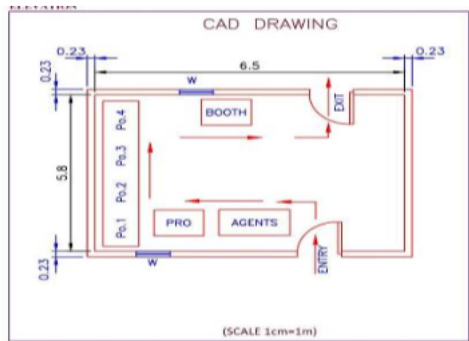 ELEVATION
CAD DRAWING
0.23
6.5
0.23
0.23
W
BOOTH
EXIT
Po.4
Po.3
Po.2
Po.1
5.8
PRO
AGENTS
ENTRY
0.23
W
(SCALE 1cm=1m)